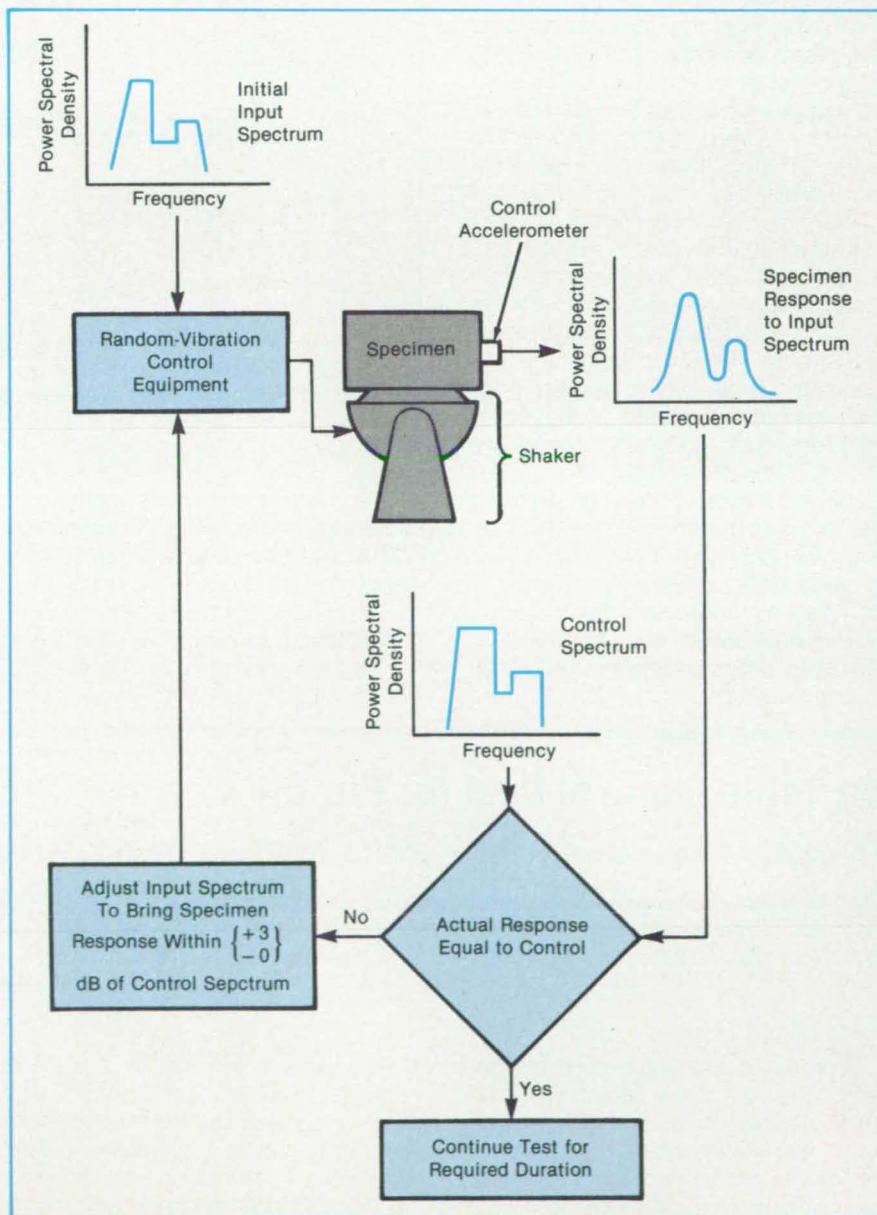 Power Spectral
Density
Initial
Input
Spectrum
Frequency
Control
Accelerometer
Random-Vibration
Control
Equipment
Specimen
Power Spectral
Density
Specimen
Response
to Input
Spectrum
Frequency
Shaker
Power Spectral
Density
Control
Spectrum
Frequency
Adjust Input Spectrum
To Bring Specimen
Response Within { +3
- 0 }
dB of Control Sepctrum
No
Actual Response
Equal to Control
Yes
Continue Test for
Required Duration